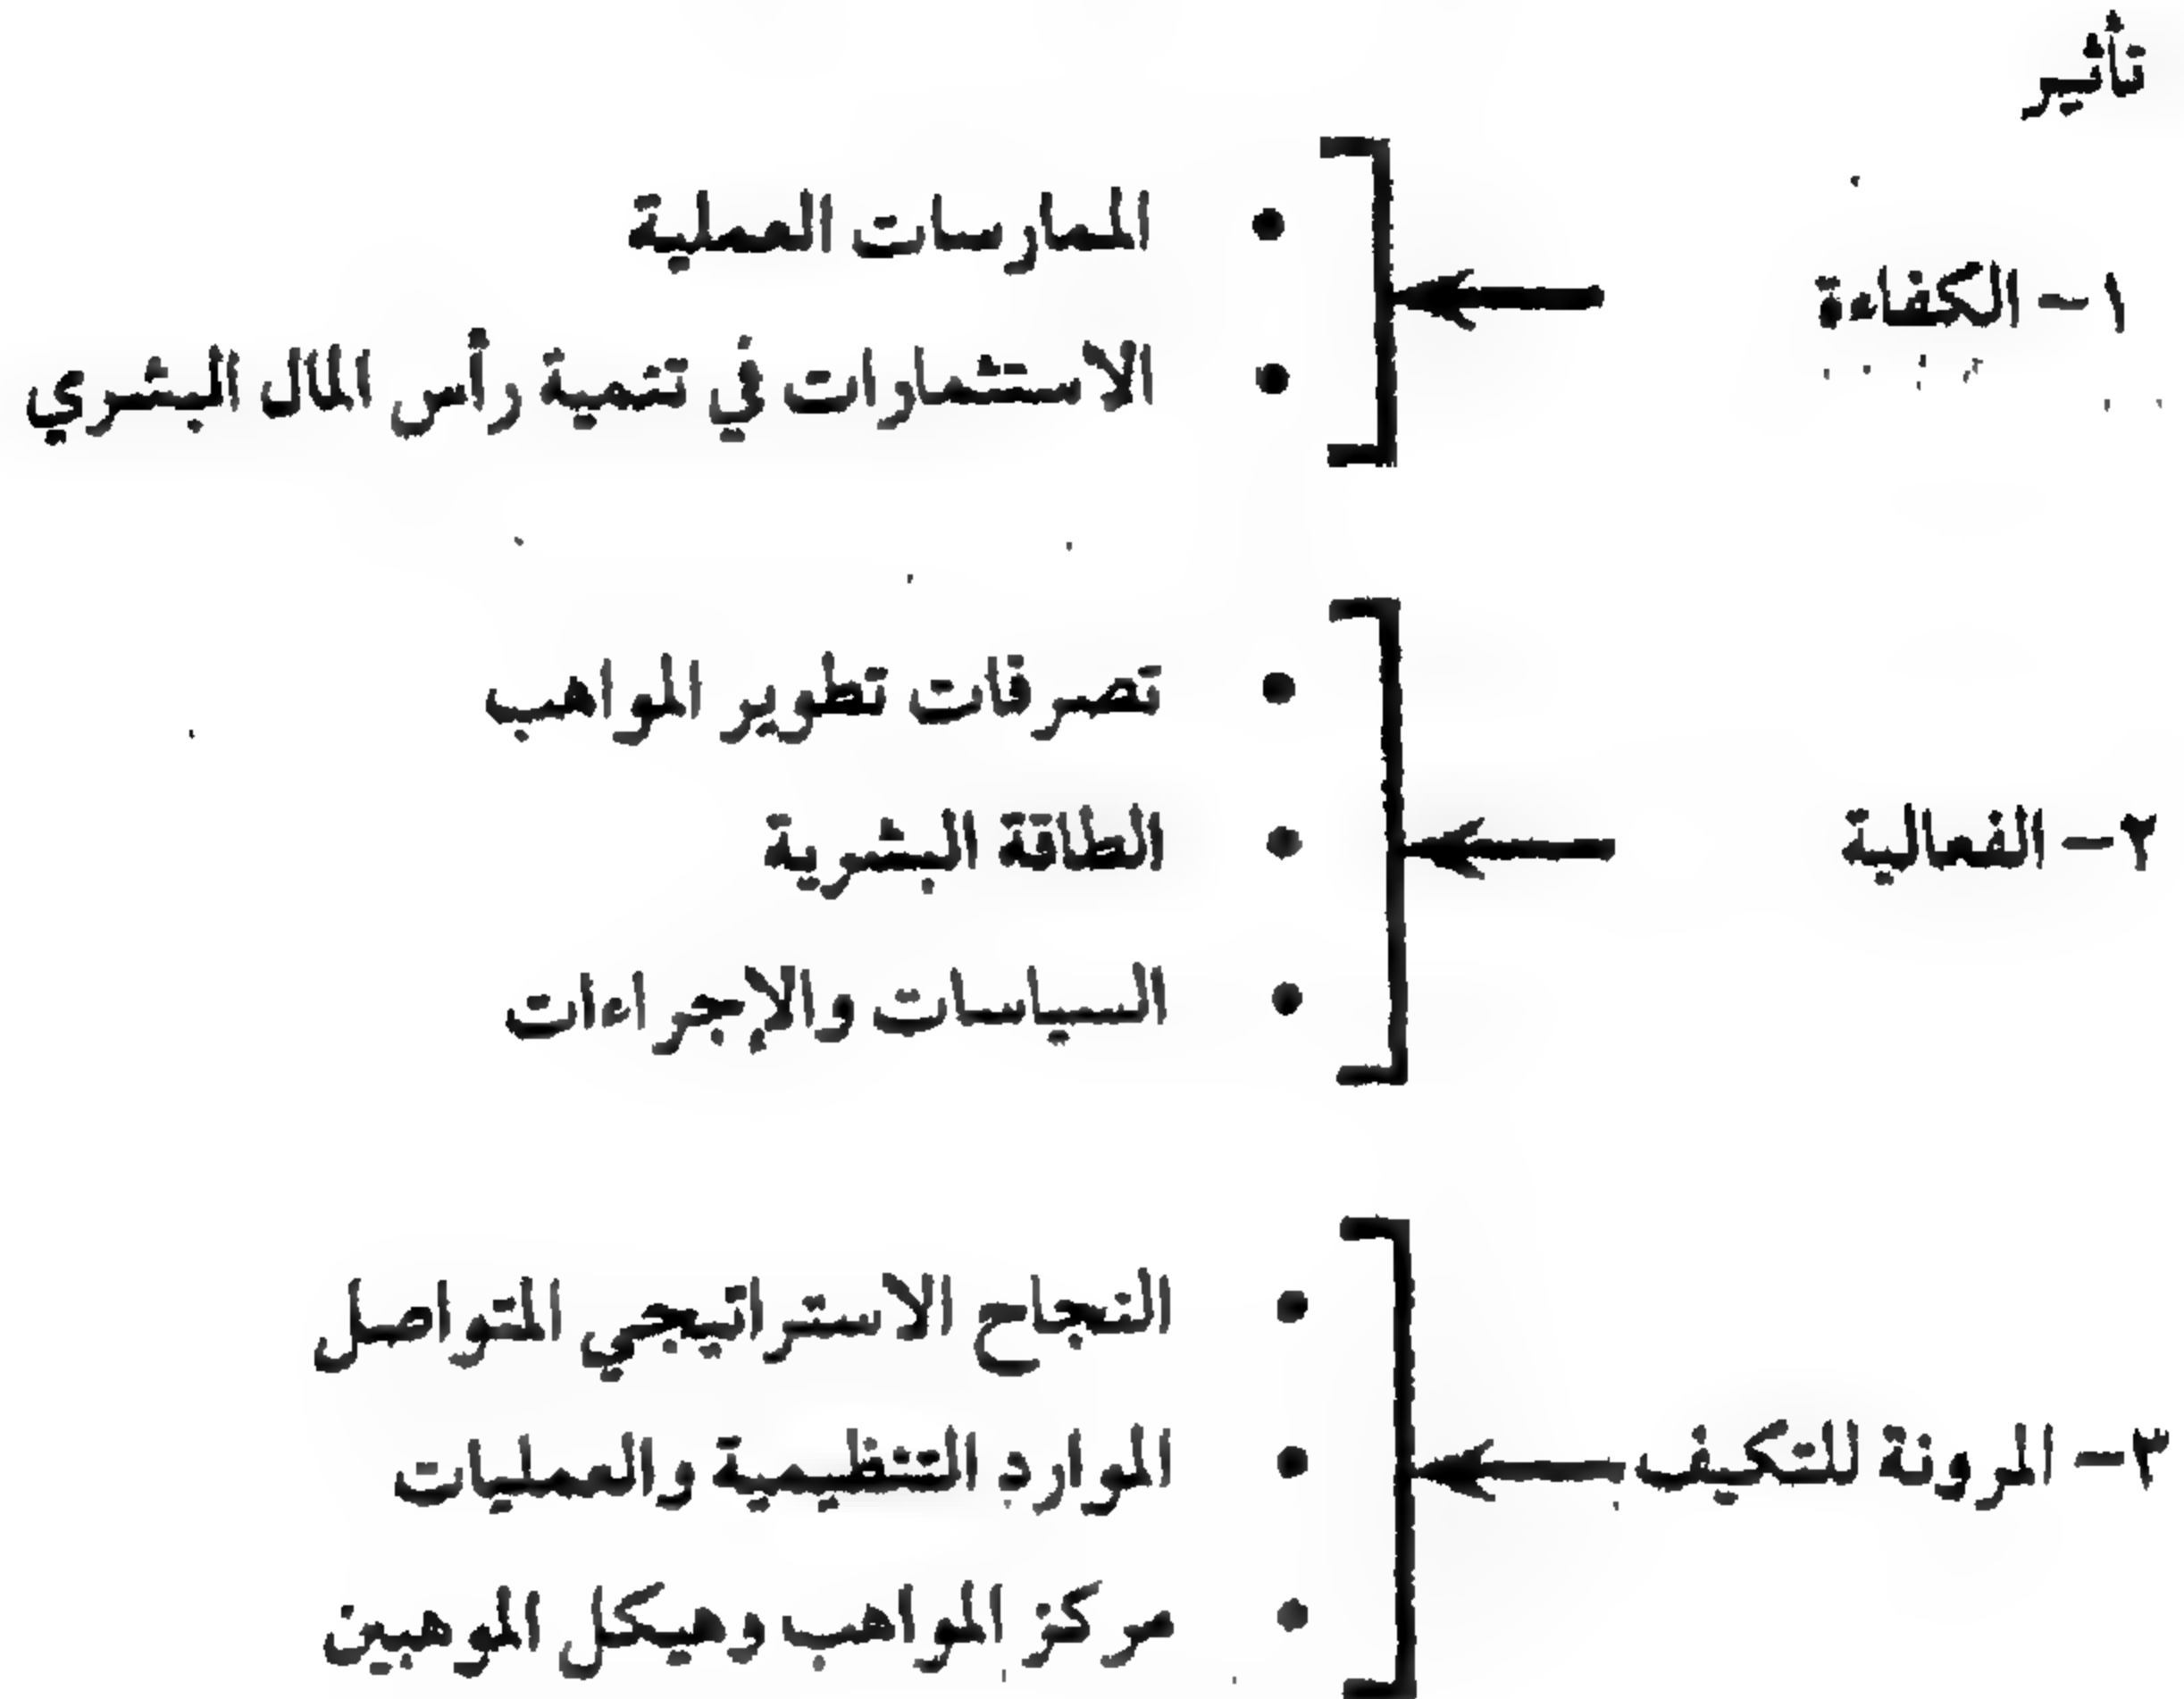 تأثير
١- الكفاءة
• الممارسات العملية
• الاستثمارات في تنمية رأس المال البشري
٢- الفعالية
• تصرفات تطوير المواهب
• الطاقة البشرية
• السياسات والإجراءات
٣- المرونة للتكيف
• النجاح الاستراتيجي المتواصل
• الموارد التنظيمية والعمليات
• مركز المواهب وهيكل الموهبين